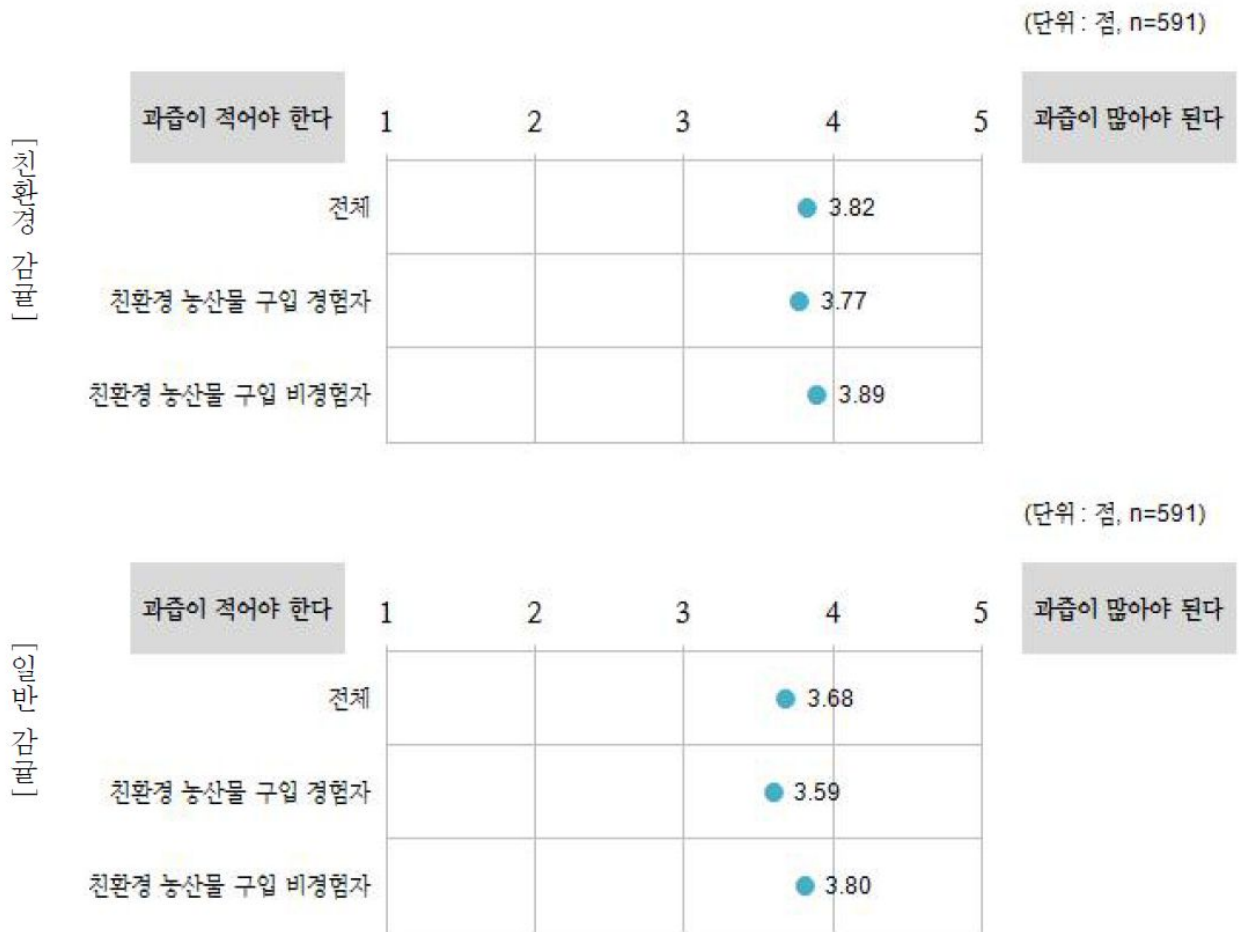 (단위 : 점, n=591)
과즙이 적어야 한다 1 2 3 4 5 과즙이 많아야 된다
[친환경 감귤]
전체 3.82
친환경 농산물 구입 경험자 3.77
친환경 농산물 구입 비경험자 3.89
(단위 : 점, n=591)
과즙이 적어야 한다 1 2 3 4 5 과즙이 많아야 된다
[일반 감귤]
전체 3.68
친환경 농산물 구입 경험자 3.59
친환경 농산물 구입 비경험자 3.80